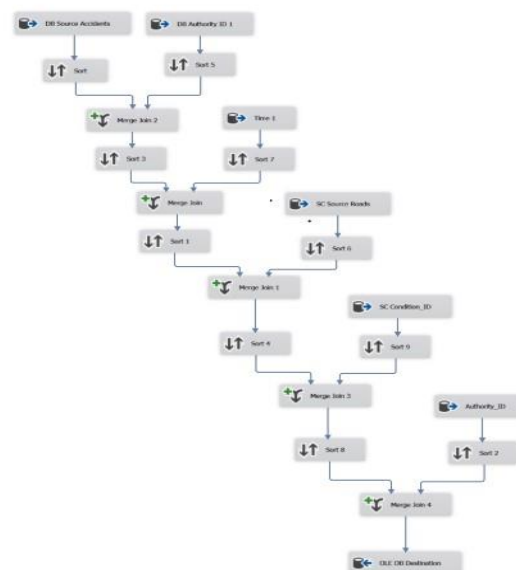 DB Source Accidents
DB Authority ID 1
Sort
Sort 5
Merge Join 2
Time 1
Sort 3
Sort 7
Merge Join
SC Source Roads
Sort 1
Sort 6
Merge Join 1
SC Condition_ID
Sort 4
Sort 9
Merge Join 3
Authority_ID
Sort 8
Sort 2
Merge Join 4
OLE DB Destination